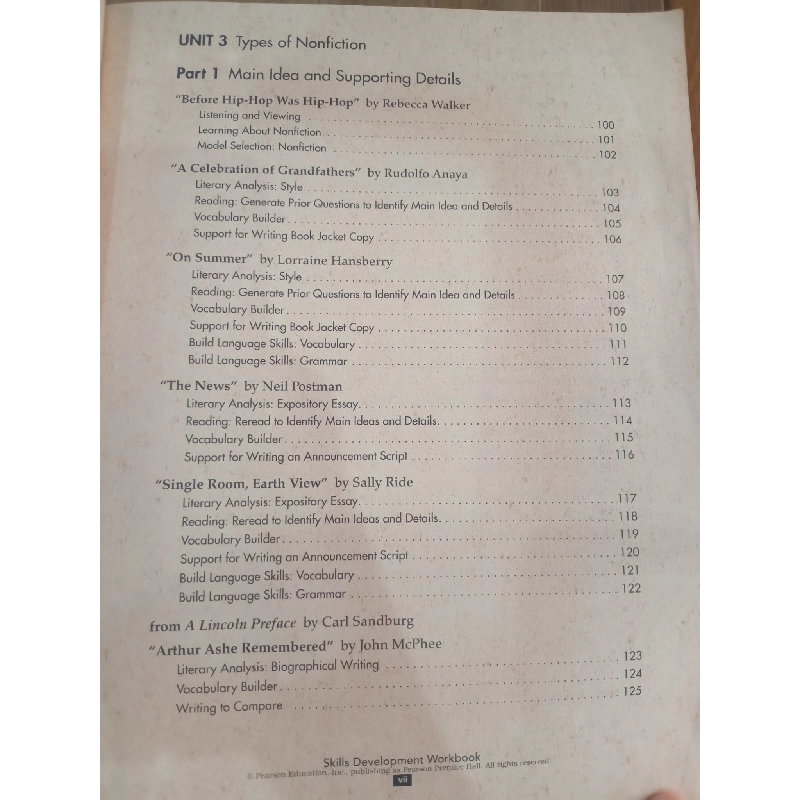 UNIT 3 Types of Nonfiction
Part 1 Main Idea and Supporting Details
"Before Hip-Hop Was Hip-Hop" by Rebecca Walker
Listening and Viewing 100
Learning About Nonfiction 101
Model Selection: Nonfiction 102
"A Celebration of Grandfathers" by Rudolfo Anaya
Literary Analysis: Style 103
Reading: Generate Prior Questions to Identify Main Idea and Details 104
Vocabulary Builder 105
Support for Writing Book Jacket Copy 106
"On Summer" by Lorraine Hansberry
Literary Analysis: Style 107
Reading: Generate Prior Questions to Identify Main Idea and Details 108
Vocabulary Builder 109
Support for Writing Book Jacket Copy 110
Build Language Skills: Vocabulary 111
Build Language Skills: Grammar 112
"The News" by Neil Postman
Literary Analysis: Expository Essay 113
Reading: Reread to Identify Main Ideas and Details 114
Vocabulary Builder 115
Support for Writing an Announcement Script 116
"Single Room, Earth View" by Sally Ride
Literary Analysis: Expository Essay 117
Reading: Reread to Identify Main Ideas and Details 118
Vocabulary Builder 119
Support for Writing an Announcement Script 120
Build Language Skills: Vocabulary 121
Build Language Skills: Grammar 122
from A Lincoln Preface by Carl Sandburg
"Arthur Ashe Remembered" by John McPhee
Literary Analysis: Biographical Writing 123
Vocabulary Builder 124
Writing to Compare 125
Skills Development Workbook
© Pearson Education, Inc., publishing as Pearson Prentice Hall. All rights reserved.
vii